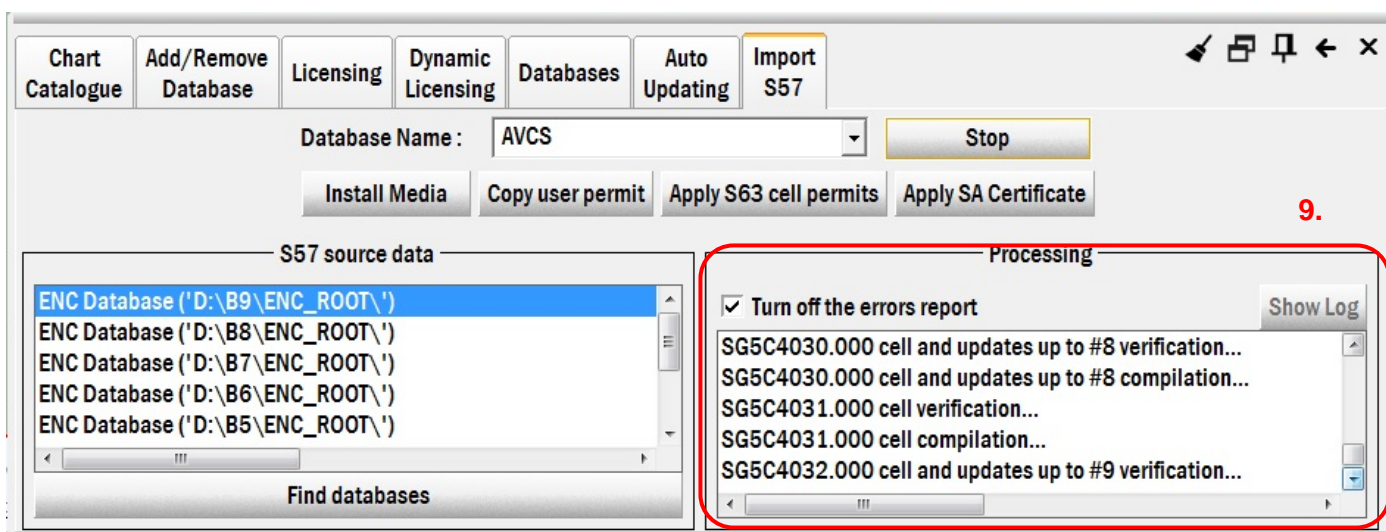 Chart Catalogue
Add/Remove Database
Licensing
Dynamic Licensing
Databases
Auto Updating
Import S57
Database Name :
AVCS
Stop
Install Media
Copy user permit
Apply S63 cell permits
Apply SA Certificate
9.
S57 source data
ENC Database ('D:\B9\ENC_ROOT\')
ENC Database ('D:\B8\ENC_ROOT\')
ENC Database ('D:\B7\ENC_ROOT\')
ENC Database ('D:\B6\ENC_ROOT\')
ENC Database ('D:\B5\ENC_ROOT\')
Find databases
Processing
Turn off the errors report
Show Log
SG5C4030.000 cell and updates up to #8 verification...
SG5C4030.000 cell and updates up to #8 compilation...
SG5C4031.000 cell verification...
SG5C4031.000 cell compilation...
SG5C4032.000 cell and updates up to #9 verification...